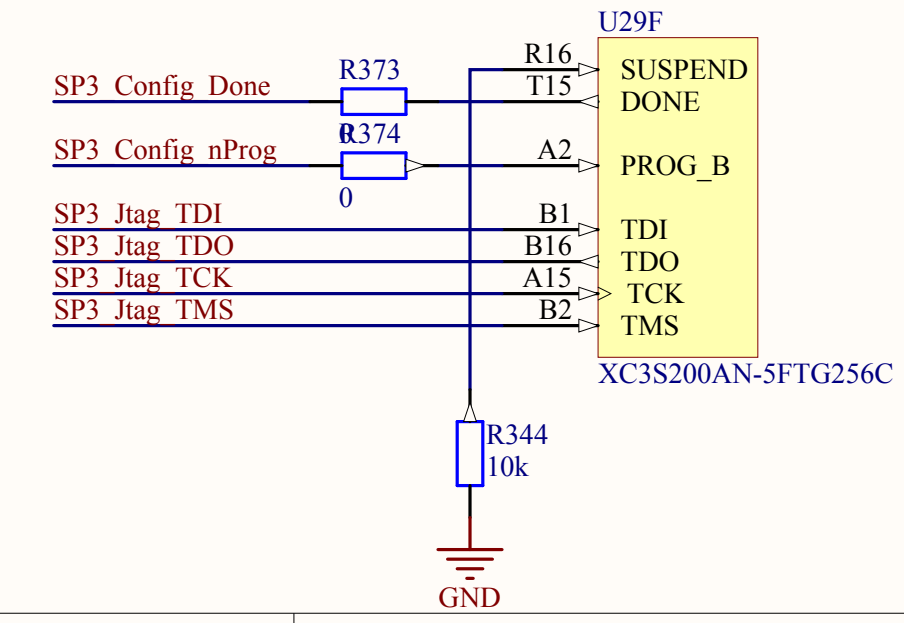 U29F
R16
SUSPEND
R373
SP3_Config_Done
T15
DONE
0
R374
SP3_Config_nProg
A2
PROG_B
0
SP3_Jtag_TDI
B1
TDI
SP3_Jtag_TDO
B16
TDO
SP3_Jtag_TCK
A15
TCK
SP3_Jtag_TMS
B2
TMS
XC3S200AN-5FTG256C
R344
10k
GND